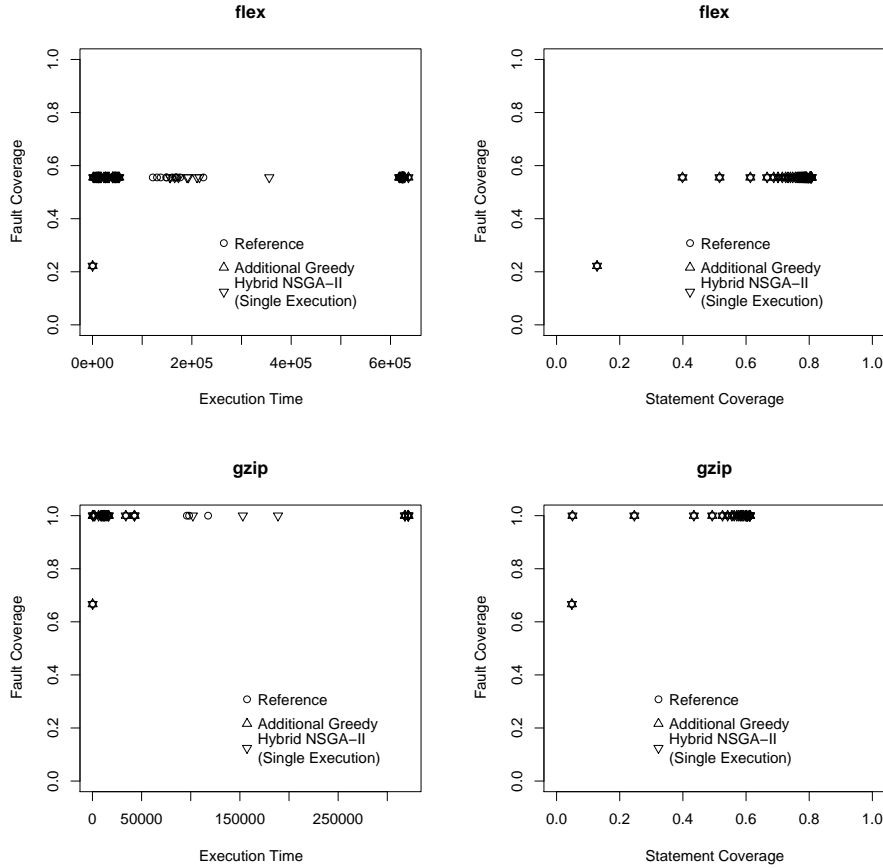 flex
Fault Coverage
1.0
0.8
0.6
0.4
0.2
0.0
Reference
Additional Greedy
Hybrid NSGA−II
(Single Execution)
0e+00
2e+05
4e+05
6e+05
Execution Time
flex
Fault Coverage
1.0
0.8
0.6
0.4
0.2
0.0
Reference
Additional Greedy
Hybrid NSGA−II
(Single Execution)
0.0
0.2
0.4
0.6
0.8
1.0
Statement Coverage
gzip
Fault Coverage
1.0
0.8
0.6
0.4
0.2
0.0
Reference
Additional Greedy
Hybrid NSGA−II
(Single Execution)
0
50000
150000
250000
Execution Time
gzip
Fault Coverage
1.0
0.8
0.6
0.4
0.2
0.0
Reference
Additional Greedy
Hybrid NSGA−II
(Single Execution)
0.0
0.2
0.4
0.6
0.8
1.0
Statement Coverage